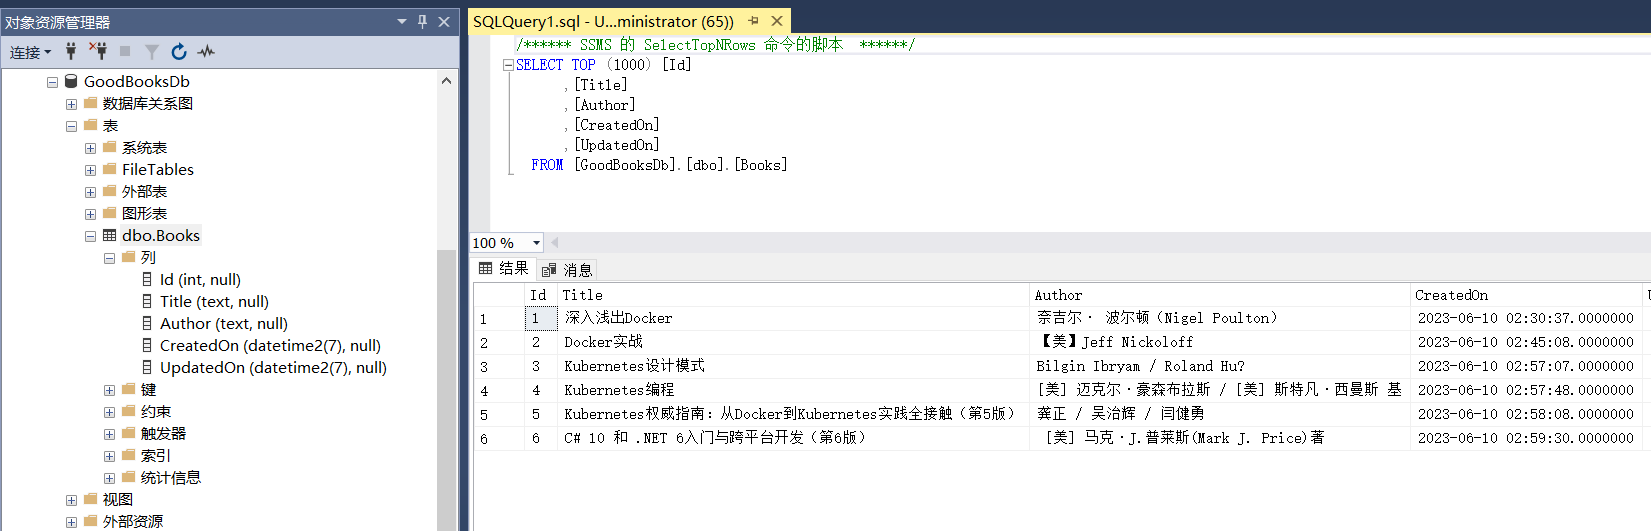 对象资源管理器
连接
GoodBooksDb
数据库关系图
表
系统表
FileTables
外部表
图形表
dbo.Books
列
Id (int, null)
Title (text, null)
Author (text, null)
CreatedOn (datetime2(7), null)
UpdatedOn (datetime2(7), null)
键
约束
触发器
索引
统计信息
视图
外部资源
SQLQuery1.sql - U...ministrator (65))
/****** SSMS 的 SelectTopNRows 命令的脚本  ******/
SELECT TOP (1000) [Id]
,[Title]
,[Author]
,[CreatedOn]
,[UpdatedOn]
FROM [GoodBooksDb].[dbo].[Books]
100 %
结果 消息
Id Title Author CreatedOn
1 1 深入浅出Docker 奈吉尔· 波尔顿（Nigel Poulton） 2023-06-10 02:30:37.0000000
2 2 Docker实战 【美】Jeff Nickoloff 2023-06-10 02:45:08.0000000
3 3 Kubernetes设计模式 Bilgin Ibryam / Roland Hu? 2023-06-10 02:57:07.0000000
4 4 Kubernetes编程 [美] 迈克尔·豪森布拉斯 / [美] 斯特凡·西曼斯 基 2023-06-10 02:57:48.0000000
5 5 Kubernetes权威指南：从Docker到Kubernetes实践全接触（第5版） 龚正 / 吴治辉 / 闫健勇 2023-06-10 02:58:08.0000000
6 6 C# 10 和 .NET 6入门与跨平台开发（第6版） [美] 马克·J.普莱斯(Mark J. Price)著 2023-06-10 02:59:30.0000000